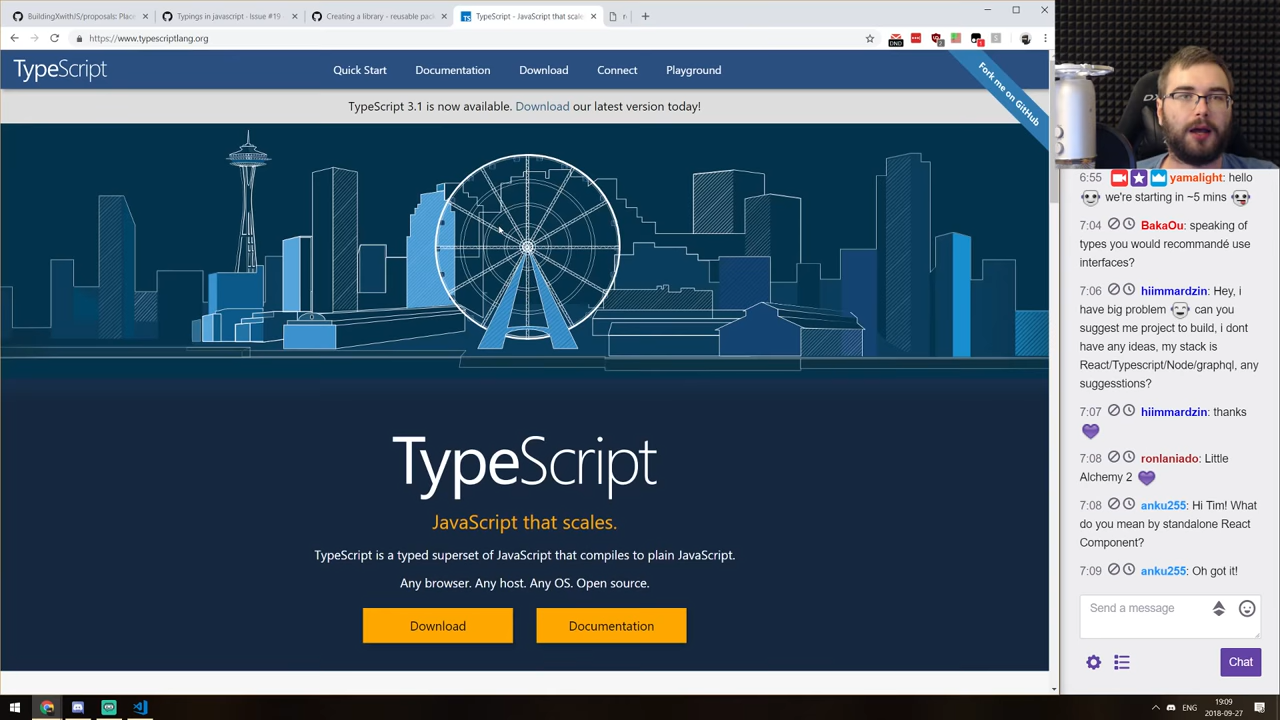 BuildingXwithJS/proposals: Place
Typings in javascript · Issue #19
Creating a library - reusable pac
TypeScript - JavaScript that scale
https://www.typescriptlang.org
DND
2
1
TypeScript
Quick Start
Documentation
Download
Connect
Playground
Fork me on GitHub
TypeScript 3.1 is now available. Download our latest version today!
TypeScript
JavaScript that scales.
TypeScript is a typed superset of JavaScript that compiles to plain JavaScript.
Any browser. Any host. Any OS. Open source.
Download
Documentation
6:55 yamalight: hello
we're starting in ~5 mins
7:04 BakaOu: speaking of
types you would recommandé use
interfaces?
7:06 hiimmardzin: Hey, i
have big problem can you
suggest me project to build, i dont
have any ideas, my stack is
React/Typescript/Node/graphql, any
suggesstions?
7:07 hiimmardzin: thanks
7:08 ronlaniado: Little
Alchemy 2
7:08 anku255: Hi Tim! What
do you mean by standalone React
Component?
7:09 anku255: Oh got it!
Send a message
Chat
ENG
19:09
2018-09-27